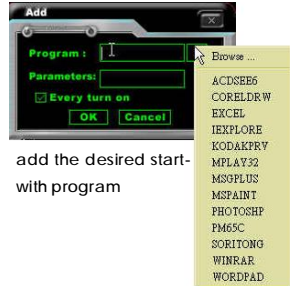 Add
Program :
Parameters:
Every turn on
OK
Cancel
add the desired start-
with program
Browse ...
ACDSEE6
CORELDRW
EXCEL
IEXPLORE
KODAKPRV
MPLAY32
MSGPLUS
MSPAINT
PHOTOSHP
PM65C
SORITONG
WINRAR
WORDPAD